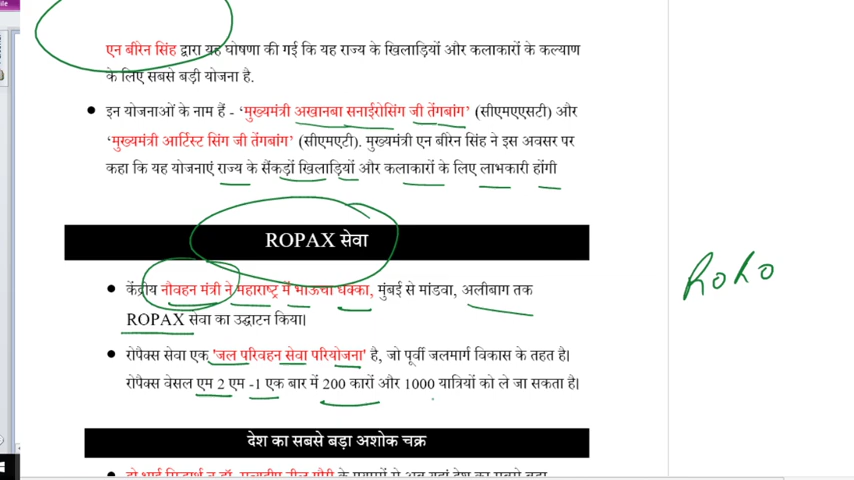 एन बीरेन सिंह द्वारा यह घोषणा की गई कि यह राज्य के खिलाड़ियों और कलाकारों के कल्याण
के लिए सबसे बड़ी योजना है.
• इन योजनाओं के नाम हैं - ‘मुख्यमंत्री अखानबा सनाईरोसिंग जी तेंगबांग’ (सीएमएएसटी) और
‘मुख्यमंत्री आर्टिस्ट सिंग जी तेंगबांग’ (सीएमएटी). मुख्यमंत्री एन बीरेन सिंह ने इस अवसर पर
कहा कि यह योजनाएं राज्य के सैंकड़ों खिलाड़ियों और कलाकारों के लिए लाभकारी होंगी
ROPAX सेवा
• केंद्रीय नौवहन मंत्री ने महाराष्ट्र में भाऊचा धक्का, मुंबई से मांडवा, अलीबाग तक
ROPAX सेवा का उद्घाटन किया।
• रोपैक्स सेवा एक 'जल परिवहन सेवा परियोजना' है, जो पूर्वी जलमार्ग विकास के तहत है।
रोपैक्स वेसल एम 2 एम -1 एक बार में 200 कारों और 1000 यात्रियों को ले जा सकता है।
RoRo
देश का सबसे बड़ा अशोक चक्र